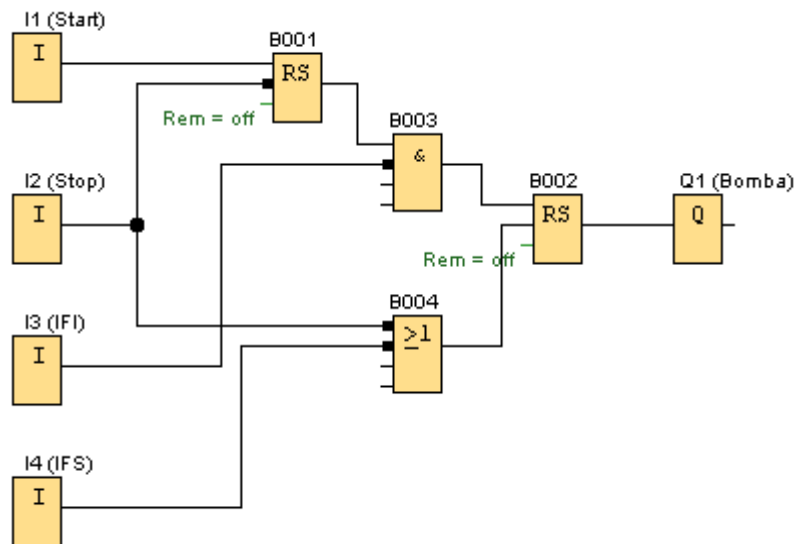 I1 (Start)
I
B001
RS
Rem = off
B003
&
I2 (Stop)
I
B002
RS
Rem = off
Q1 (Bomba)
Q
B004
≥1
I3 (IFI)
I
I4 (IFS)
I